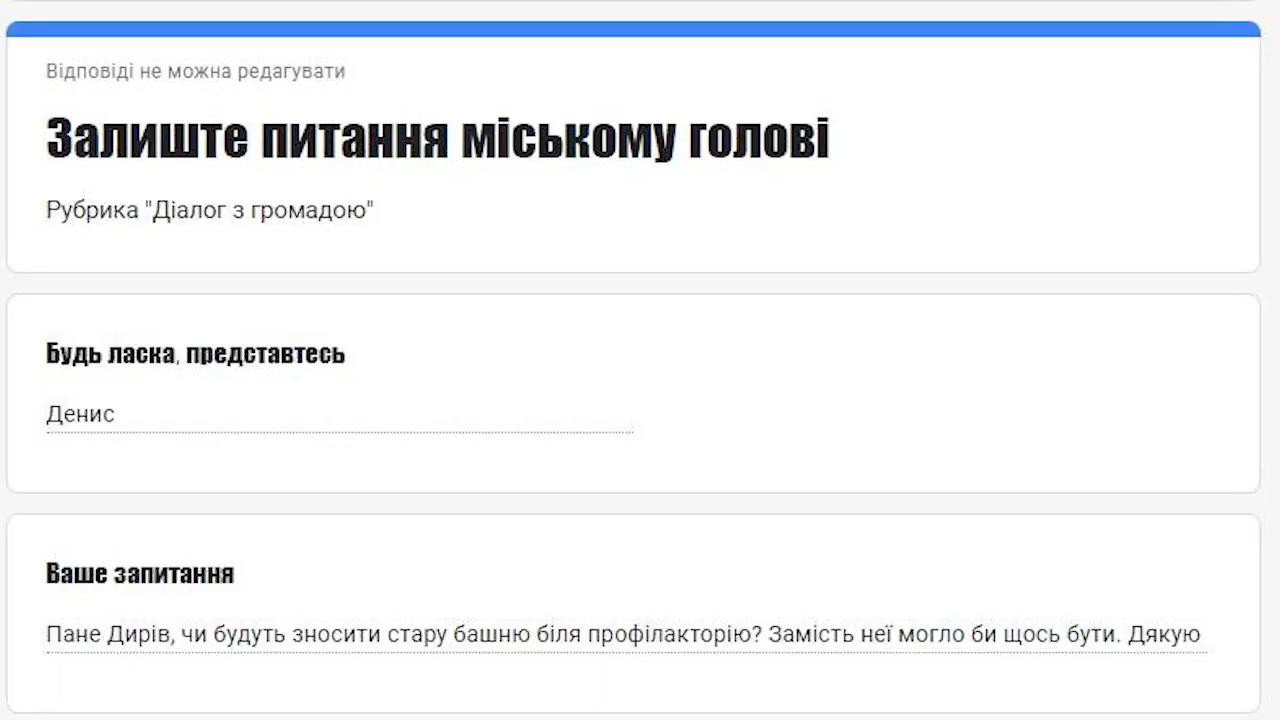 Відповіді не можна редагувати
Залиште питання міському голові
Рубрика "Діалог з громадою"
Будь ласка, представтесь
Денис
Ваше запитання
Пане Дирів, чи будуть зносити стару башню біля профілакторію? Замість неї могло би щось бути. Дякую